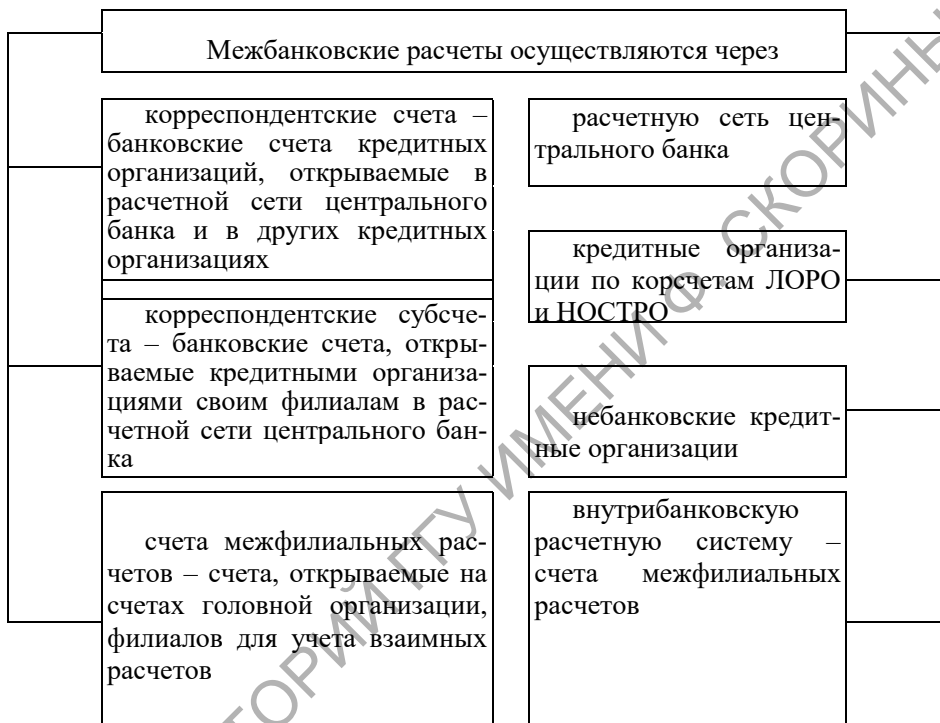 Межбанковские расчеты осуществляются через
корреспондентские счета –
банковские счета кредитных
организаций, открываемые в
расчетной сети центрального
банка и в других кредитных
организациях
корреспондентские субсче-
та – банковские счета, откры-
ваемые кредитными организа-
циями своим филиалам в рас-
четной сети центрального бан-
ка
счета межфилиальных рас-
четов – счета, открываемые на
счетах головной организации,
филиалов для учета взаимных
расчетов
расчетную сеть цен-
трального банка
кредитные организа-
ции по корсчетам ЛОРО
и НОСТРО
небанковские кредит-
ные организации
внутрибанковскую
расчетную систему –
счета межфилиальных
расчетов
ГГУ ИМЕНИ Ф. СКОРИНЫ